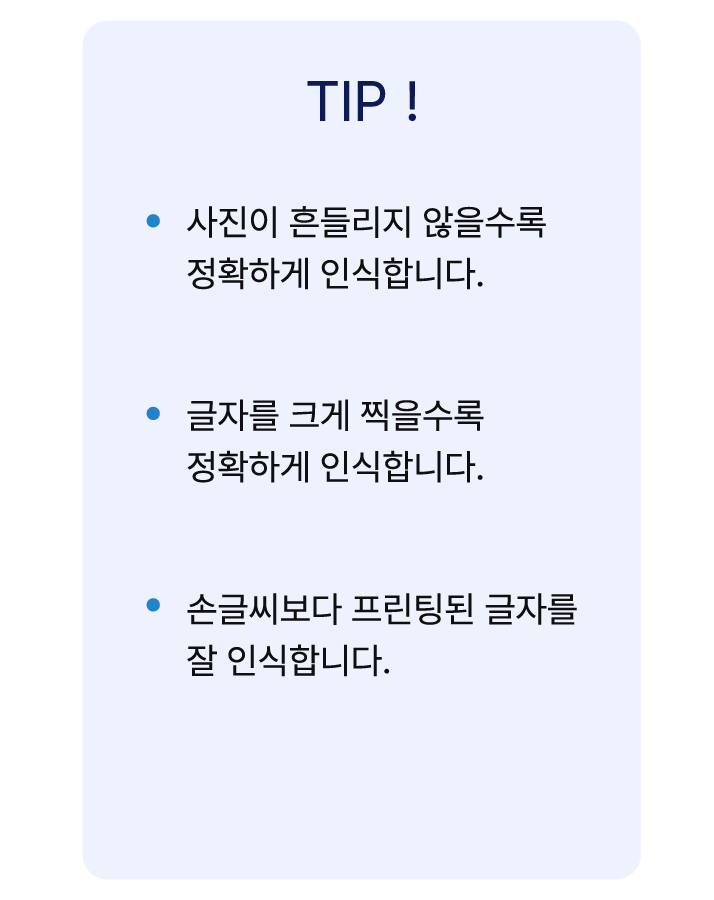 TIP !
사진이 흔들리지 않을수록
정확하게 인식합니다.
글자를 크게 찍을수록
정확하게 인식합니다.
손글씨보다 프린팅된 글자를
잘 인식합니다.